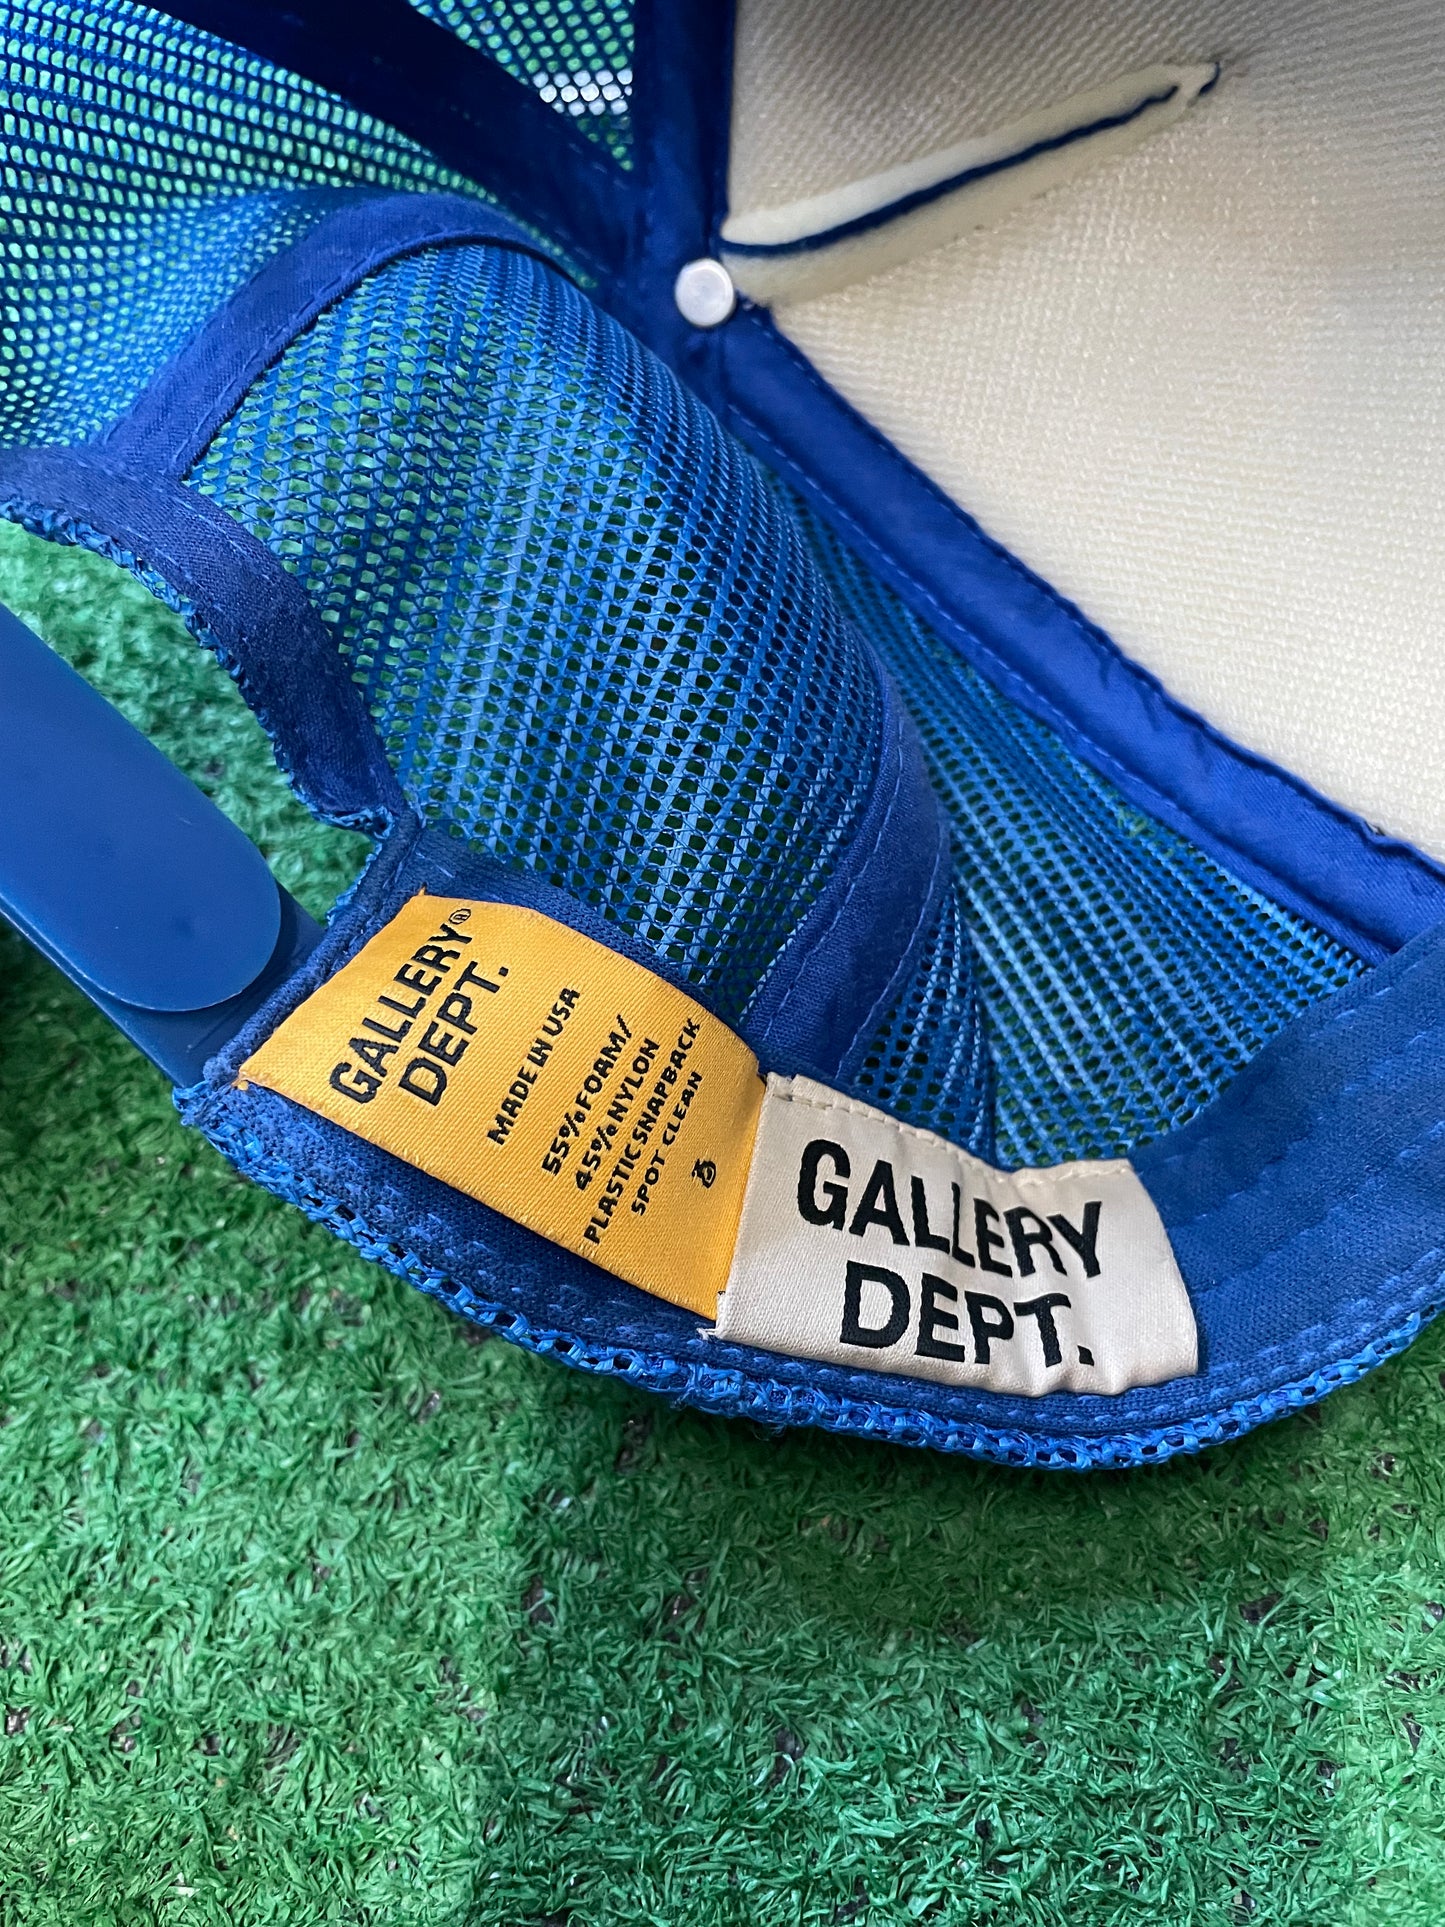 GALLERY®
DEPT.
MADE IN USA
55% FOAM/
45% NYLON
PLASTIC SNAPBACK
SPOT CLEAN
GALLERY
DEPT.